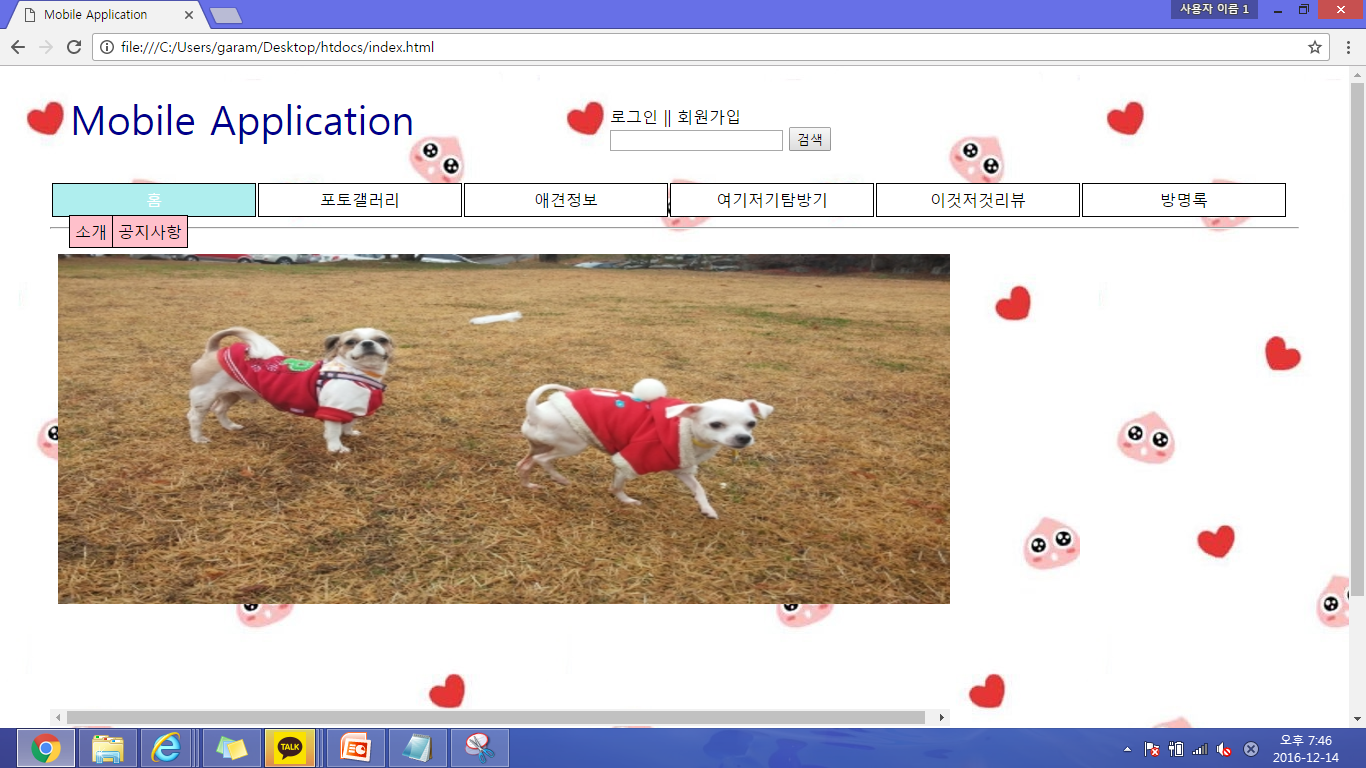 Mobile Application
사용자 이름 1
file:///C:/Users/garam/Desktop/htdocs/index.html
Mobile Application
로그인 || 회원가입
검색
홈 포토갤러리 애견정보 여기저기탐방기 이것저것리뷰 방명록
소개 공지사항
TALK
오후 7:46
2016-12-14